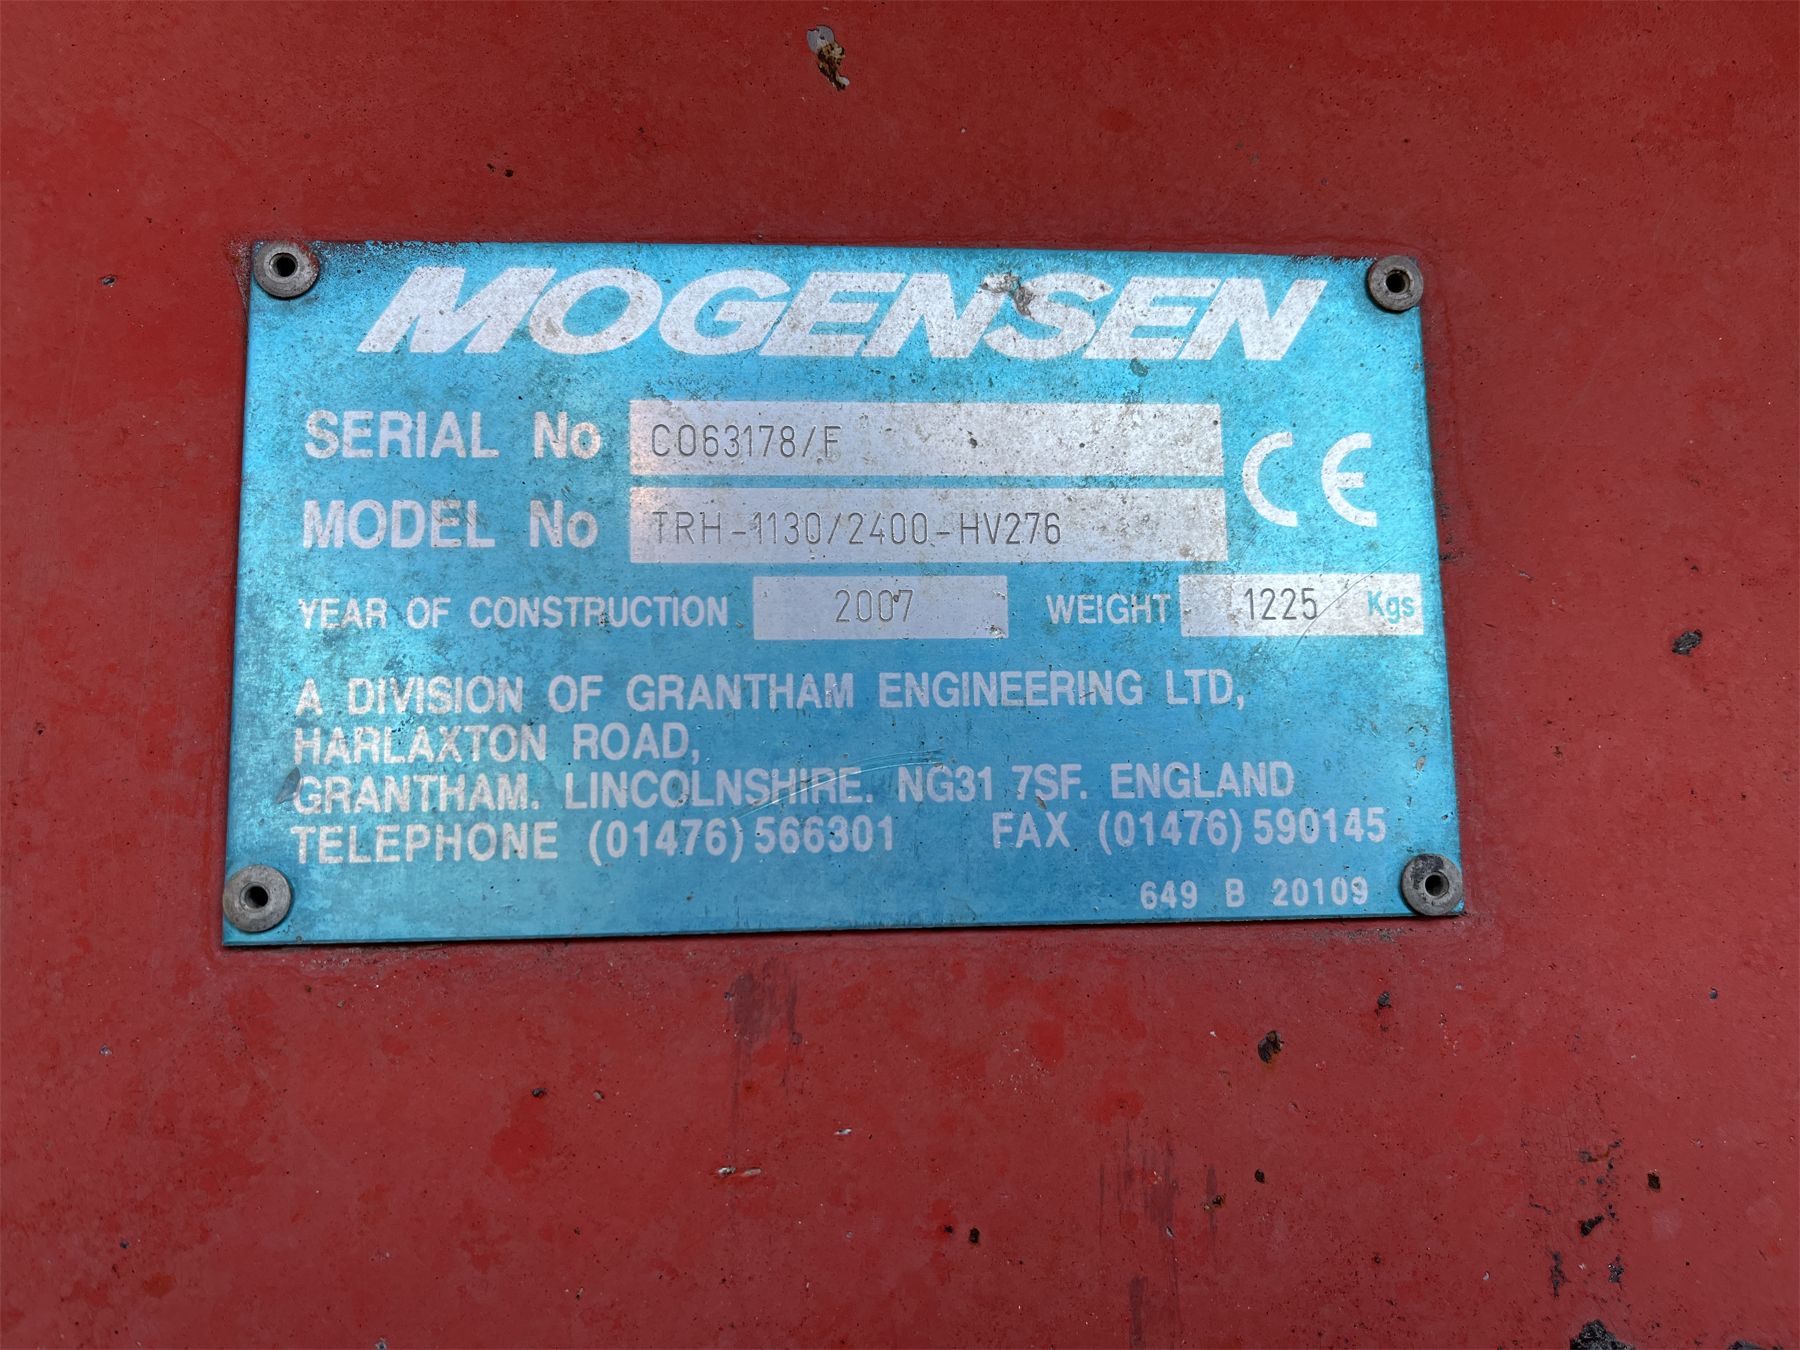 MOGENSEN
SERIAL No CO63178/F
MODEL No TRH-1130/2400-HV276
CE
YEAR OF CONSTRUCTION 2007 WEIGHT 1225 Kgs
A DIVISION OF GRANTHAM ENGINEERING LTD,
HARLAXTON ROAD,
GRANTHAM. LINCOLNSHIRE. NG31 7SF. ENGLAND
TELEPHONE (01476) 566301 FAX (01476) 590145
649 B 20109